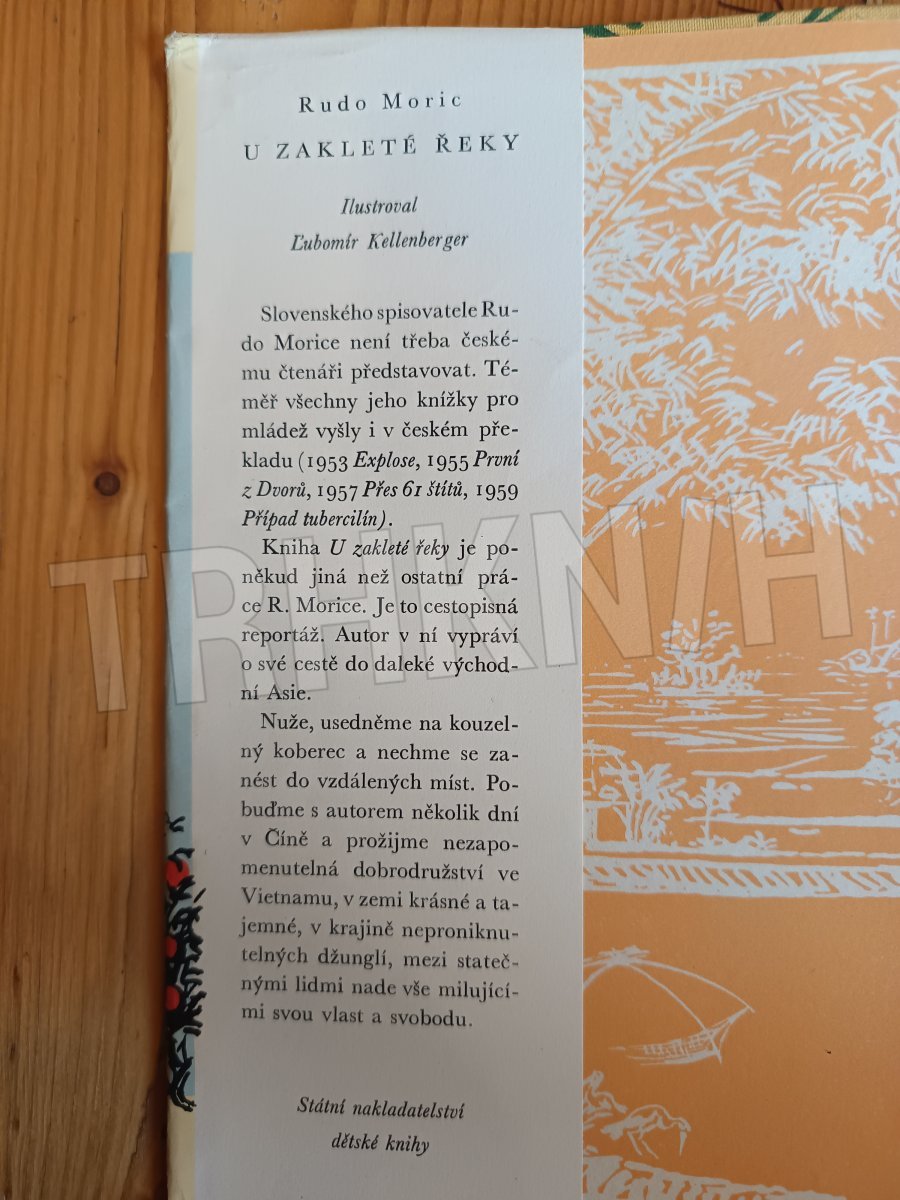 Rudo Moric
U ZAKLETÉ ŘEKY
Ilustroval
Ľubomír Kellenberger
Slovenského spisovatele Ru-
do Morice není třeba české-
mu čtenáři představovat. Té-
měř všechny jeho knížky pro
mládež vyšly i v českém pře-
kladu (1953 Explose, 1955 První
z Dvorů, 1957 Přes 61 štítů, 1959
Případ tubercilín).
Kniha U zakleté řeky je po-
někud jiná než ostatní prá-
ce R. Morice. Je to cestopisná
reportáž. Autor v ní vypráví
o své cestě do daleké východ-
ní Asie.
Nuže, usedněme na kouzel-
ný koberec a nechme se za-
nést do vzdálených míst. Po-
buďme s autorem několik dní
v Číně a prožijme nezapo-
menutelná dobrodružství ve
Vietnamu, v zemi krásné a ta-
jemné, v krajině neproniknu-
telných džunglí, mezi stateč-
nými lidmi nade vše milující-
mi svou vlast a svobodu.
Státní nakladatelství
dětské knihy
TRHKNIH